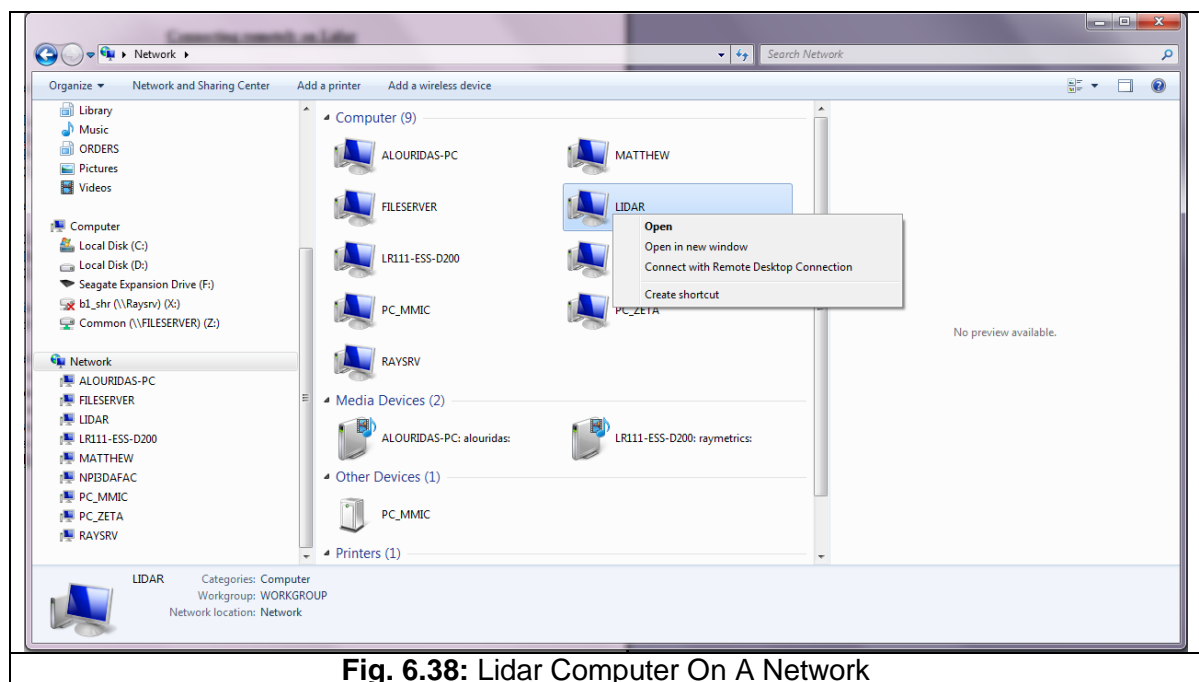 Connecting remotely on Lidar
Network
Search Network
Organize Network and Sharing Center Add a printer Add a wireless device
Library
Music
ORDERS
Pictures
Videos
Computer
Local Disk (C:)
Local Disk (D:)
Seagate Expansion Drive (F:)
b1_shr (\\Raysrv) (X:)
Common (\\FILESERVER) (Z:)
Network
ALOURIDAS-PC
FILESERVER
LIDAR
LR111-ESS-D200
MATTHEW
NPI3DAFAC
PC_MMIC
PC_ZETA
RAYSRV
Computer (9)
ALOURIDAS-PC MATTHEW
FILESERVER LIDAR
LR111-ESS-D200
PC_MMIC PC_ZETA
RAYSRV
Open
Open in new window
Connect with Remote Desktop Connection
Create shortcut
Media Devices (2)
ALOURIDAS-PC: alouridas: LR111-ESS-D200: raymetrics:
Other Devices (1)
PC_MMIC
Printers (1)
No preview available.
LIDAR Categories: Computer
Workgroup: WORKGROUP
Network location: Network
Fig. 6.38: Lidar Computer On A Network